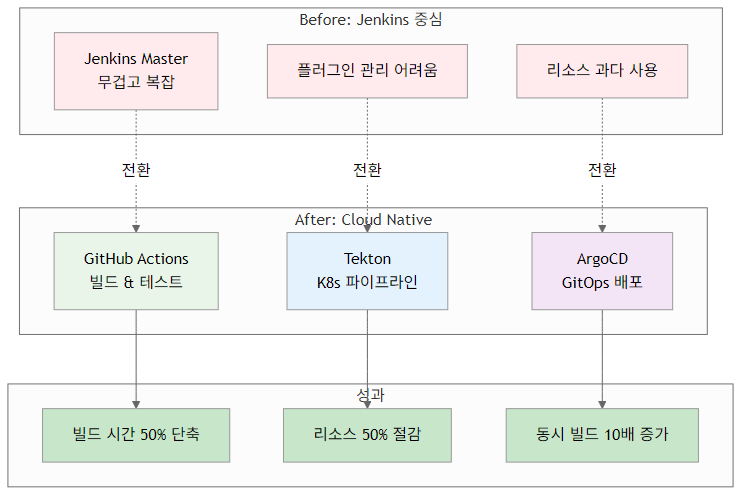 Before: Jenkins 중심
Jenkins Master
무겁고 복잡
플러그인 관리 어려움
리소스 과다 사용
전환
전환
전환
After: Cloud Native
GitHub Actions
빌드 & 테스트
Tekton
K8s 파이프라인
ArgoCD
GitOps 배포
성과
빌드 시간 50% 단축
리소스 50% 절감
동시 빌드 10배 증가